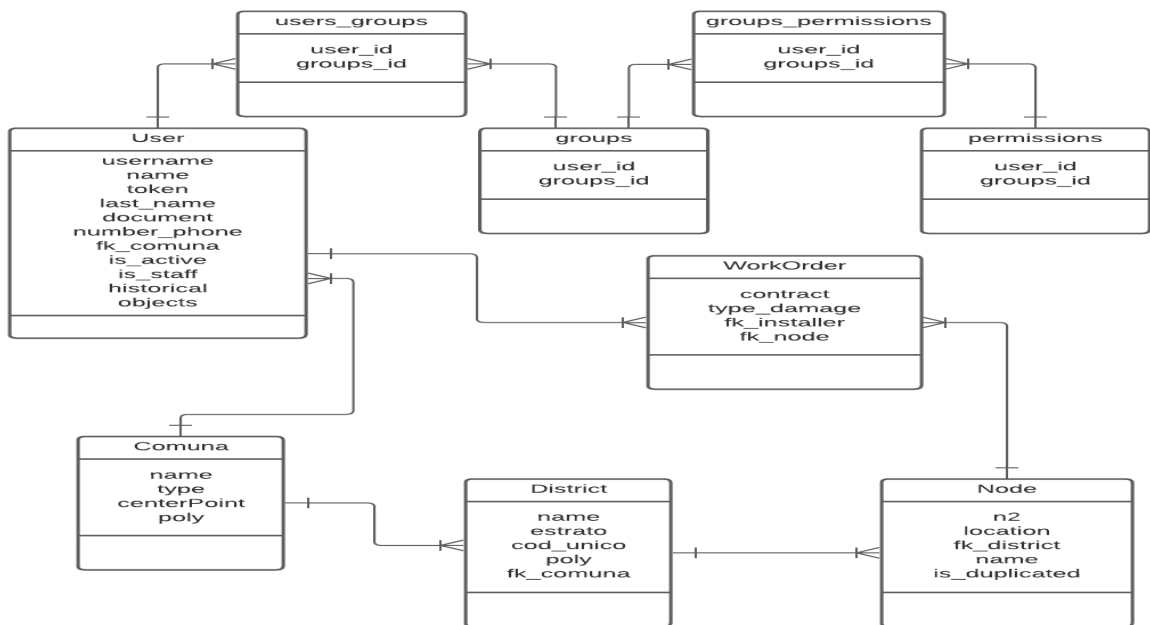 users_groups
user_id
groups_id
groups_permissions
user_id
groups_id
User
username
name
token
last_name
document
number_phone
fk_comuna
is_active
is_staff
historical
objects
groups
user_id
groups_id
permissions
user_id
groups_id
WorkOrder
contract
type_damage
fk_installer
fk_node
Comuna
name
type
centerPoint
poly
District
name
estrato
cod_unico
poly
fk_comuna
Node
n2
location
fk_district
name
is_duplicated